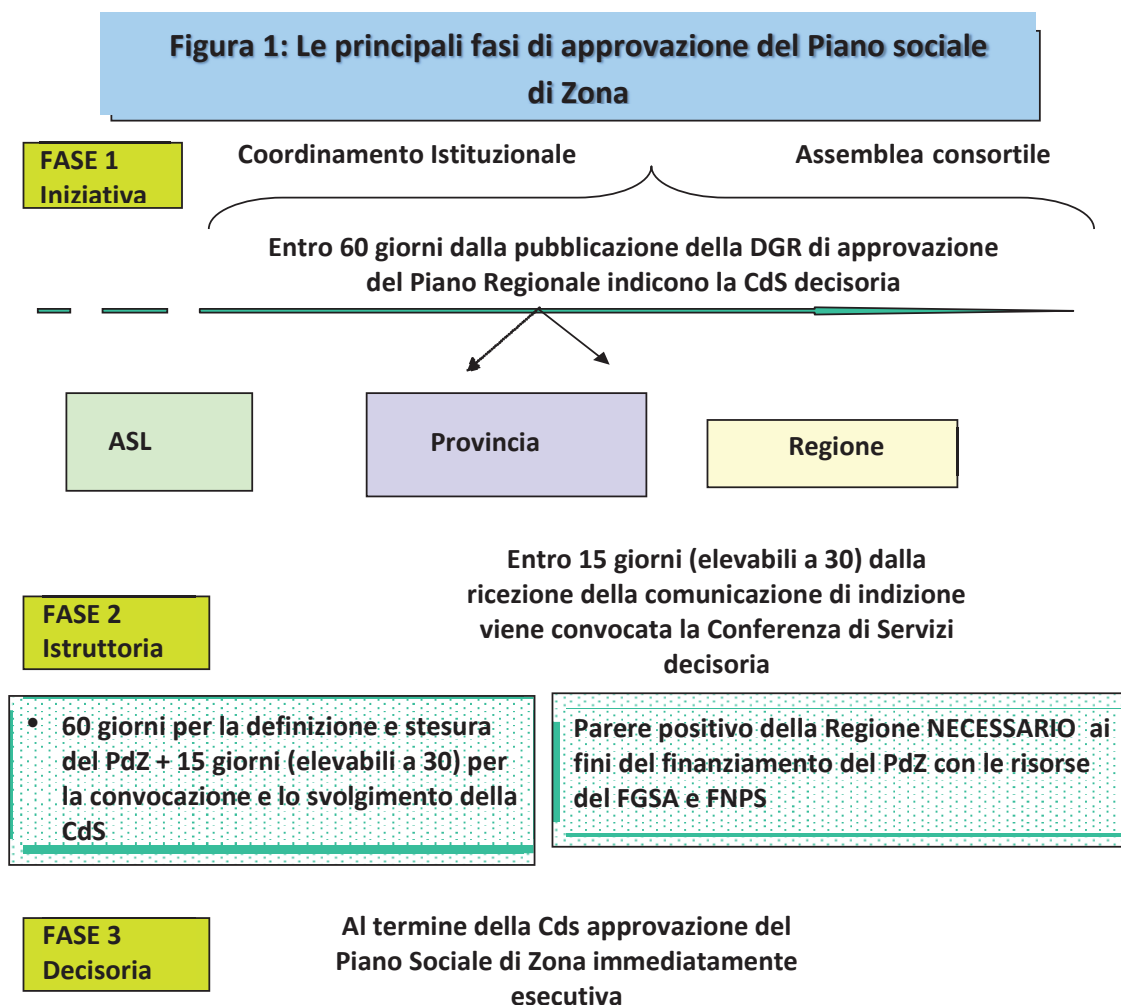 Figura 1: Le principali fasi di approvazione del Piano sociale
di Zona
FASE 1
Iniziativa
Coordinamento Istituzionale
Assemblea consortile
Entro 60 giorni dalla pubblicazione della DGR di approvazione
del Piano Regionale indicono la CdS decisoria
ASL
Provincia
Regione
Entro 15 giorni (elevabili a 30) dalla
ricezione della comunicazione di indizione
viene convocata la Conferenza di Servizi
decisoria
FASE 2
Istruttoria
• 60 giorni per la definizione e stesura
del PdZ + 15 giorni (elevabili a 30) per
la convocazione e lo svolgimento della
CdS
Parere positivo della Regione NECESSARIO ai
fini del finanziamento del PdZ con le risorse
del FGSA e FNPS
FASE 3
Decisoria
Al termine della Cds approvazione del
Piano Sociale di Zona immediatamente
esecutiva